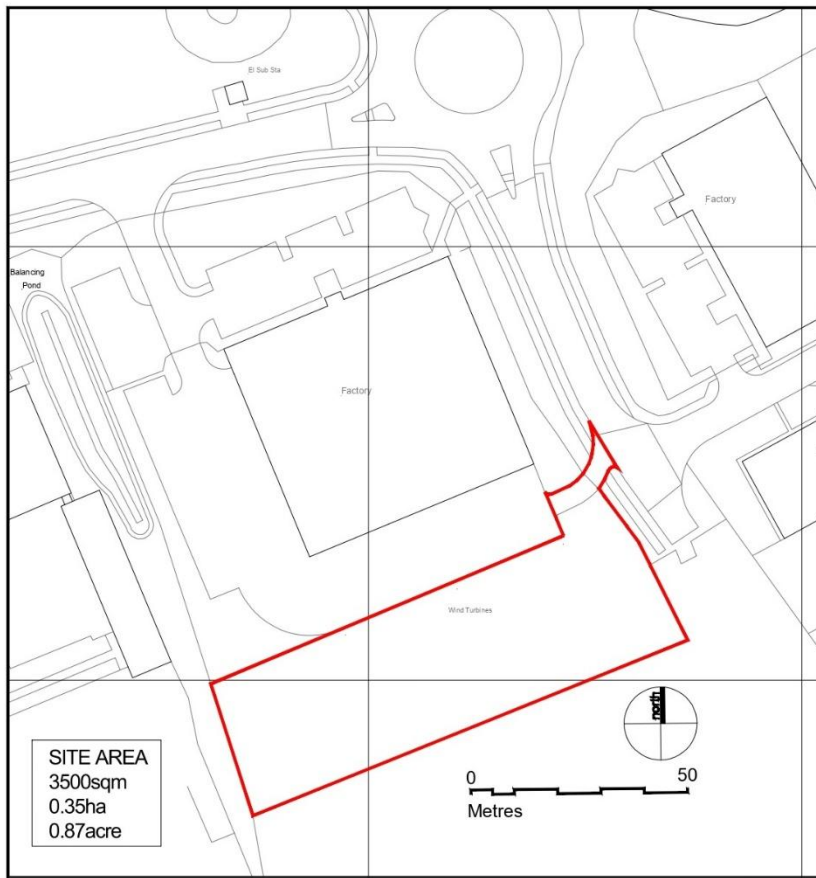 El Sub Sta
Factory
Balancing
Pond
Factory
Wind Turbines
north
SITE AREA
3500sqm
0.35ha
0.87acre
0 50
Metres